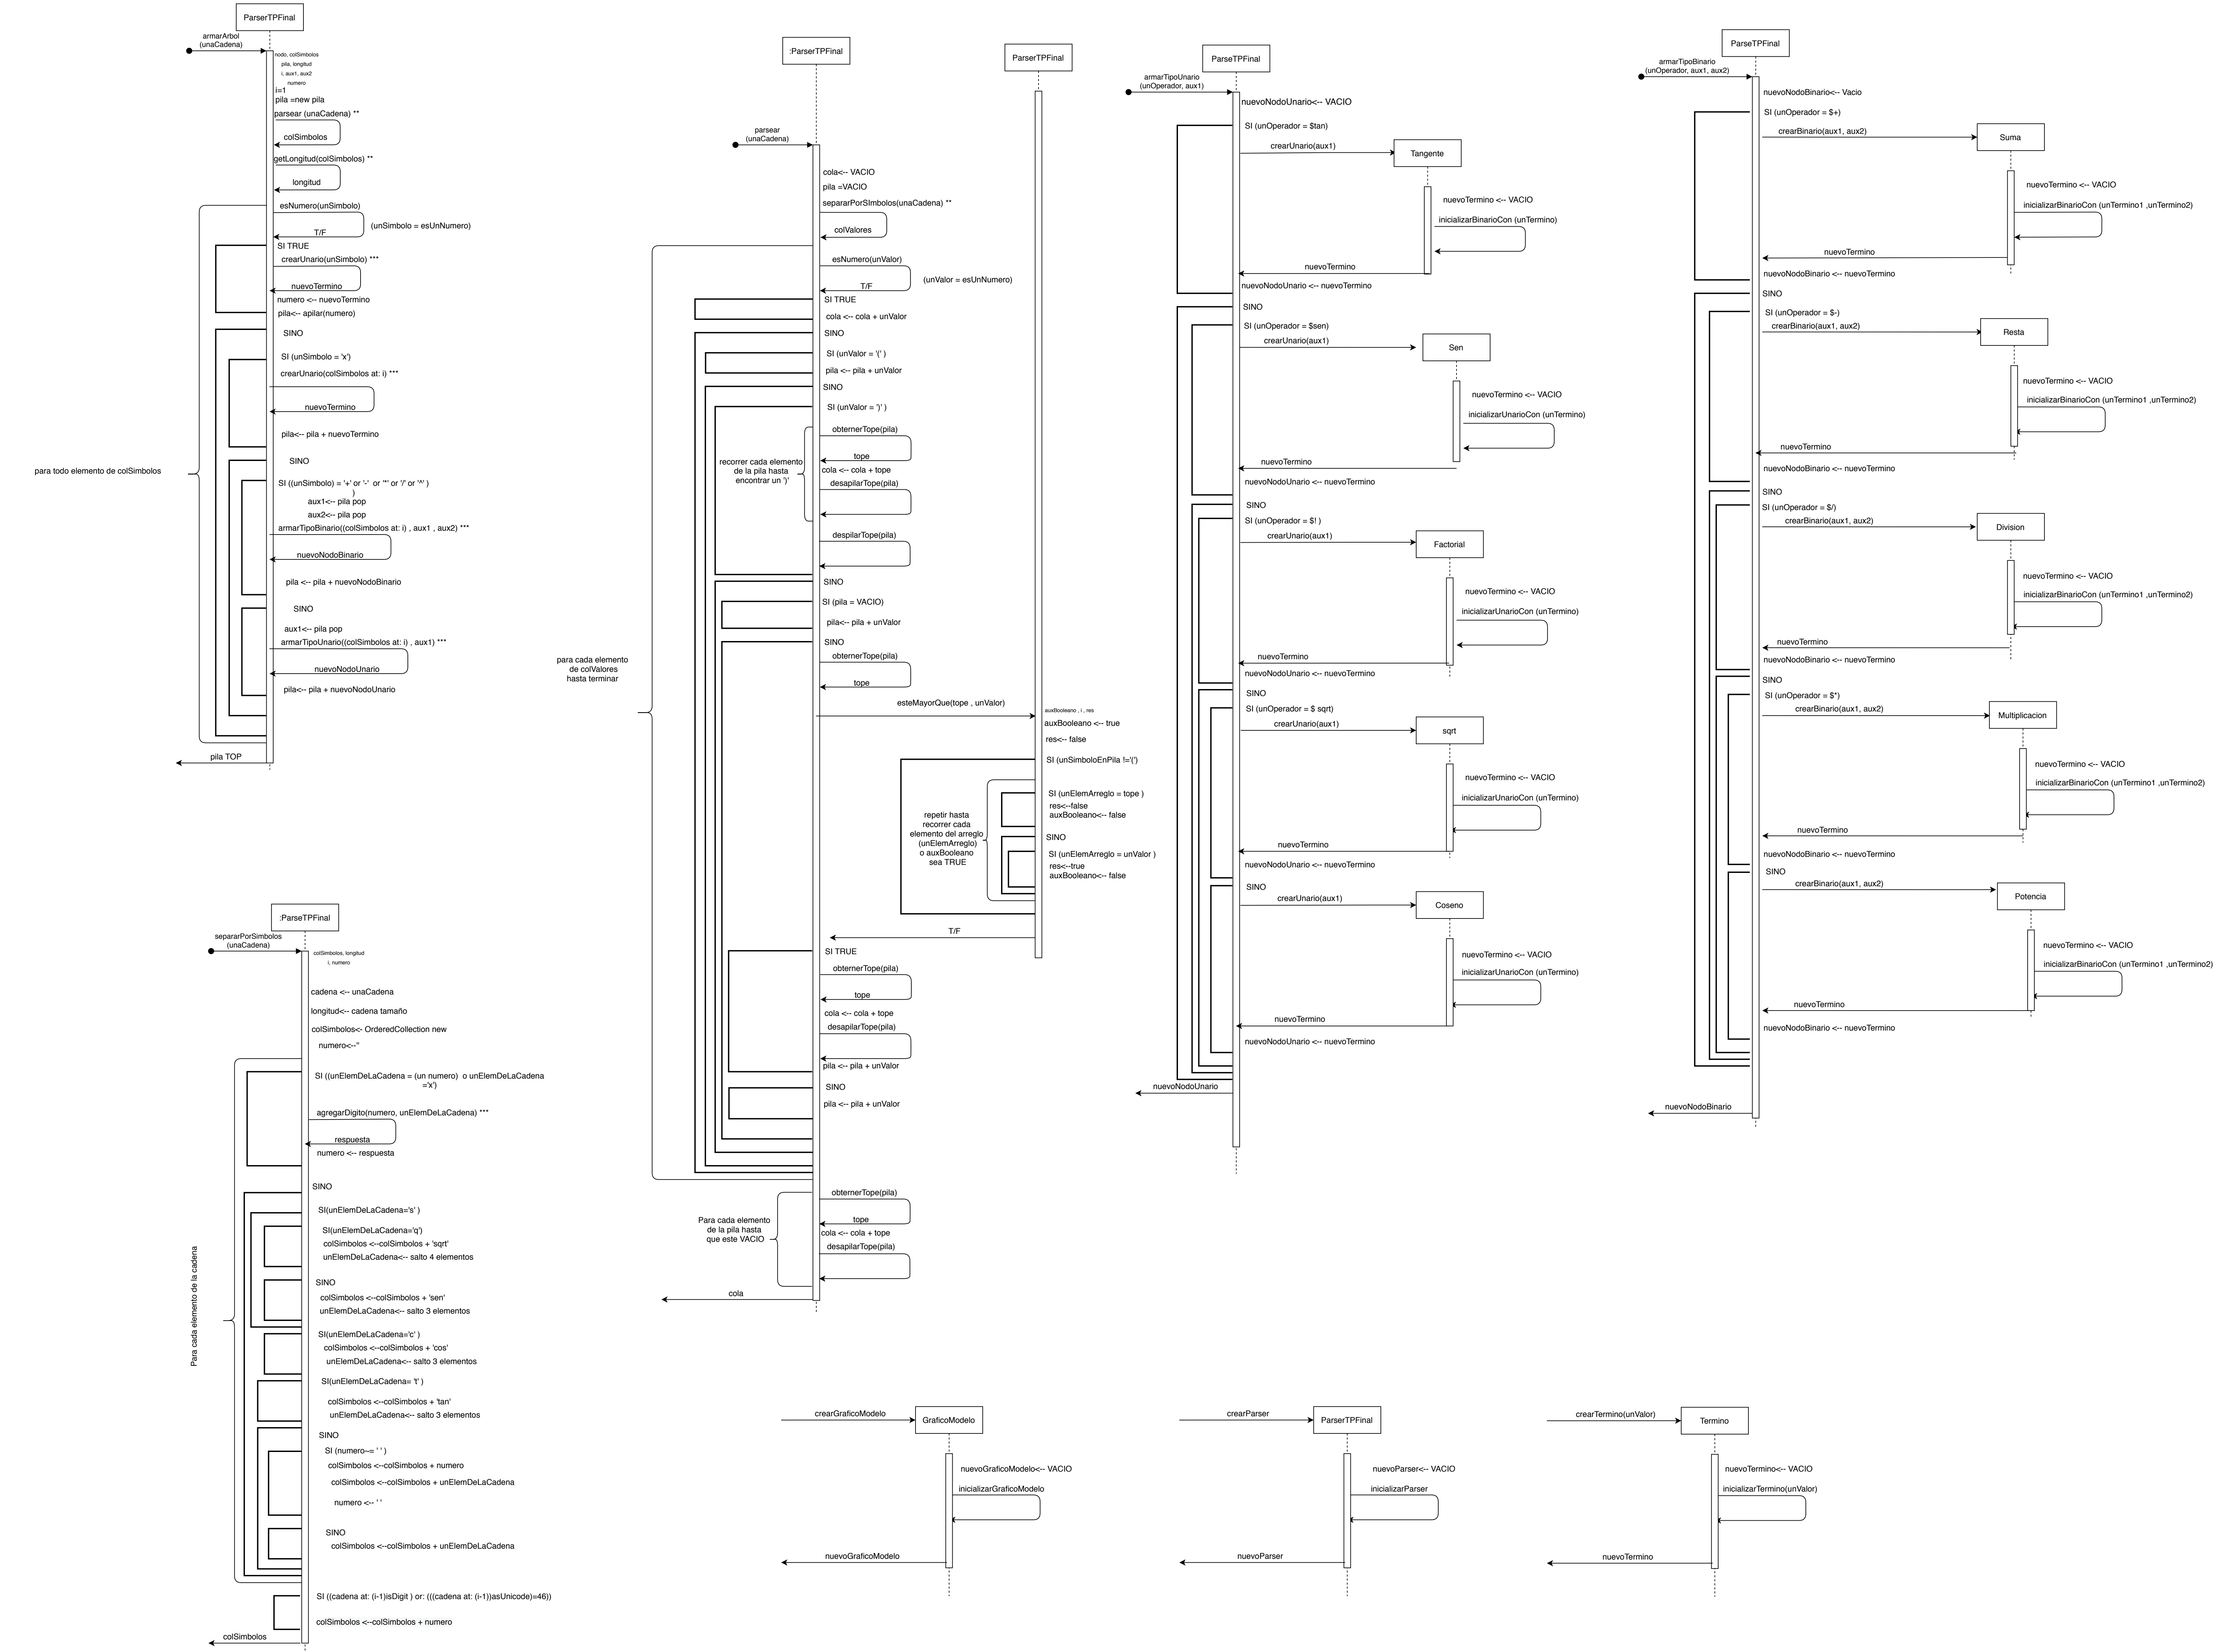 ParserTPFinal
armarArbol
(unaCadena)
nodo, colSimbolos
pila, longitud
i, aux1, aux2
numero
i=1
pila =new pila
parsear (unaCadena) **
colSimbolos
getLongitud(colSimbolos) **
longitud
esNumero(unSimbolo)
(unSimbolo = esUnNumero)
T/F
SI TRUE
crearUnario(unSimbolo) ***
nuevoTermino
numero <-- nuevoTermino
pila<-- apilar(numero)
SINO
SI (unSimbolo = 'x')
crearUnario(colSimbolos at: i) ***
nuevoTermino
pila<-- pila + nuevoTermino
SINO
para todo elemento de colSimbolos
SI ((unSimbolo) = '+' or '-'  or '*' or '/' or '^' )
)
aux1<-- pila pop
aux2<-- pila pop
armarTipoBinario((colSimbolos at: i) , aux1 , aux2) ***
nuevoNodoBinario
pila <-- pila + nuevoNodoBinario
SINO
aux1<-- pila pop
armarTipoUnario((colSimbolos at: i) , aux1) ***
nuevoNodoUnario
pila<-- pila + nuevoNodoUnario
pila TOP
:ParseTPFinal
separarPorSimbolos
(unaCadena)
colSimbolos, longitud
i, numero
cadena <-- unaCadena
longitud<-- cadena tamaño
colSimbolos<- OrderedCollection new
numero<--''
SI ((unElemDeLaCadena = (un numero)  o unElemDeLaCadena
='x')
agregarDigito(numero, unElemDeLaCadena) ***
respuesta
numero <-- respuesta
SINO
SI(unElemDeLaCadena='s' )
SI(unElemDeLaCadena='q')
colSimbolos <--colSimbolos + 'sqrt'
unElemDeLaCadena<-- salto 4 elementos
SINO
colSimbolos <--colSimbolos + 'sen'
unElemDeLaCadena<-- salto 3 elementos
Para cada elemento de la cadena
SI(unElemDeLaCadena='c' )
colSimbolos <--colSimbolos + 'cos'
unElemDeLaCadena<-- salto 3 elementos
SI(unElemDeLaCadena= 't' )
colSimbolos <--colSimbolos + 'tan'
unElemDeLaCadena<-- salto 3 elementos
SINO
SI (numero~= ' ' )
colSimbolos <--colSimbolos + numero
colSimbolos <--colSimbolos + unElemDeLaCadena
numero <-- ' '
SINO
colSimbolos <--colSimbolos + unElemDeLaCadena
SI ((cadena at: (i-1)isDigit ) or: (((cadena at: (i-1))asUnicode)=46))
colSimbolos <--colSimbolos + numero
colSimbolos
:ParserTPFinal
parsear
(unaCadena)
cola<-- VACIO
pila =VACIO
separarPorSImbolos(unaCadena) **
colValores
esNumero(unValor)
(unValor = esUnNumero)
T/F
SI TRUE
cola <-- cola + unValor
SINO
SI (unValor = '(' )
pila <-- pila + unValor
SINO
SI (unValor = ')' )
obternerTope(pila)
tope
recorrer cada elemento
de la pila hasta
encontrar un ')'
cola <-- cola + tope
desapilarTope(pila)
despilarTope(pila)
SINO
SI (pila = VACIO)
pila<-- pila + unValor
SINO
obternerTope(pila)
tope
para cada elemento
de colValores
hasta terminar
esteMayorQue(tope , unValor)
SI TRUE
obternerTope(pila)
tope
cola <-- cola + tope
desapilarTope(pila)
pila <-- pila + unValor
SINO
pila <-- pila + unValor
obternerTope(pila)
tope
Para cada elemento
de la pila hasta
que este VACIO
cola <-- cola + tope
desapilarTope(pila)
cola
ParserTPFinal
auxBooleano , i , res
auxBooleano <-- true
res<-- false
SI (unSimboloEnPila !='(')
SI (unElemArreglo = tope )
res<--false
auxBooleano<-- false
repetir hasta
recorrer cada
elemento del arreglo
(unElemArreglo)
o auxBooleano
sea TRUE
SINO
SI (unElemArreglo = unValor )
res<--true
auxBooleano<-- false
T/F
ParseTPFinal
armarTipoUnario
(unOperador, aux1)
nuevoNodoUnario<-- VACIO
SI (unOperador = $tan)
crearUnario(aux1)
Tangente
nuevoTermino <-- VACIO
inicializarBinarioCon (unTermino)
nuevoTermino
nuevoNodoUnario <-- nuevoTermino
SINO
SI (unOperador = $sen)
crearUnario(aux1)
Sen
nuevoTermino <-- VACIO
inicializarUnarioCon (unTermino)
nuevoTermino
nuevoNodoUnario <-- nuevoTermino
SINO
SI (unOperador = $! )
crearUnario(aux1)
Factorial
nuevoTermino <-- VACIO
inicializarUnarioCon (unTermino)
nuevoTermino
nuevoNodoUnario <-- nuevoTermino
SINO
SI (unOperador = $ sqrt)
crearUnario(aux1)
sqrt
nuevoTermino <-- VACIO
inicializarUnarioCon (unTermino)
nuevoTermino
nuevoNodoUnario <-- nuevoTermino
SINO
crearUnario(aux1)
Coseno
nuevoTermino <-- VACIO
inicializarUnarioCon (unTermino)
nuevoTermino
nuevoNodoUnario <-- nuevoTermino
nuevoNodoUnario
ParseTPFinal
armarTipoBinario
(unOperador, aux1, aux2)
nuevoNodoBinario<-- Vacio
SI (unOperador = $+)
crearBinario(aux1, aux2)
Suma
nuevoTermino <-- VACIO
inicializarBinarioCon (unTermino1 ,unTermino2)
nuevoTermino
nuevoNodoBinario <-- nuevoTermino
SINO
SI (unOperador = $-)
crearBinario(aux1, aux2)
Resta
nuevoTermino <-- VACIO
inicializarBinarioCon (unTermino1 ,unTermino2)
nuevoTermino
nuevoNodoBinario <-- nuevoTermino
SINO
SI (unOperador = $/)
crearBinario(aux1, aux2)
Division
nuevoTermino <-- VACIO
inicializarBinarioCon (unTermino1 ,unTermino2)
nuevoTermino
nuevoNodoBinario <-- nuevoTermino
SINO
SI (unOperador = $*)
crearBinario(aux1, aux2)
Multiplicacion
nuevoTermino <-- VACIO
inicializarBinarioCon (unTermino1 ,unTermino2)
nuevoTermino
nuevoNodoBinario <-- nuevoTermino
SINO
crearBinario(aux1, aux2)
Potencia
nuevoTermino <-- VACIO
inicializarBinarioCon (unTermino1 ,unTermino2)
nuevoTermino
nuevoNodoBinario <-- nuevoTermino
nuevoNodoBinario
crearGraficoModelo
GraficoModelo
nuevoGraficoModelo<-- VACIO
inicializarGraficoModelo
nuevoGraficoModelo
crearParser
ParserTPFinal
nuevoParser<-- VACIO
inicializarParser
nuevoParser
crearTermino(unValor)
Termino
nuevoTermino<-- VACIO
inicializarTermino(unValor)
nuevoTermino